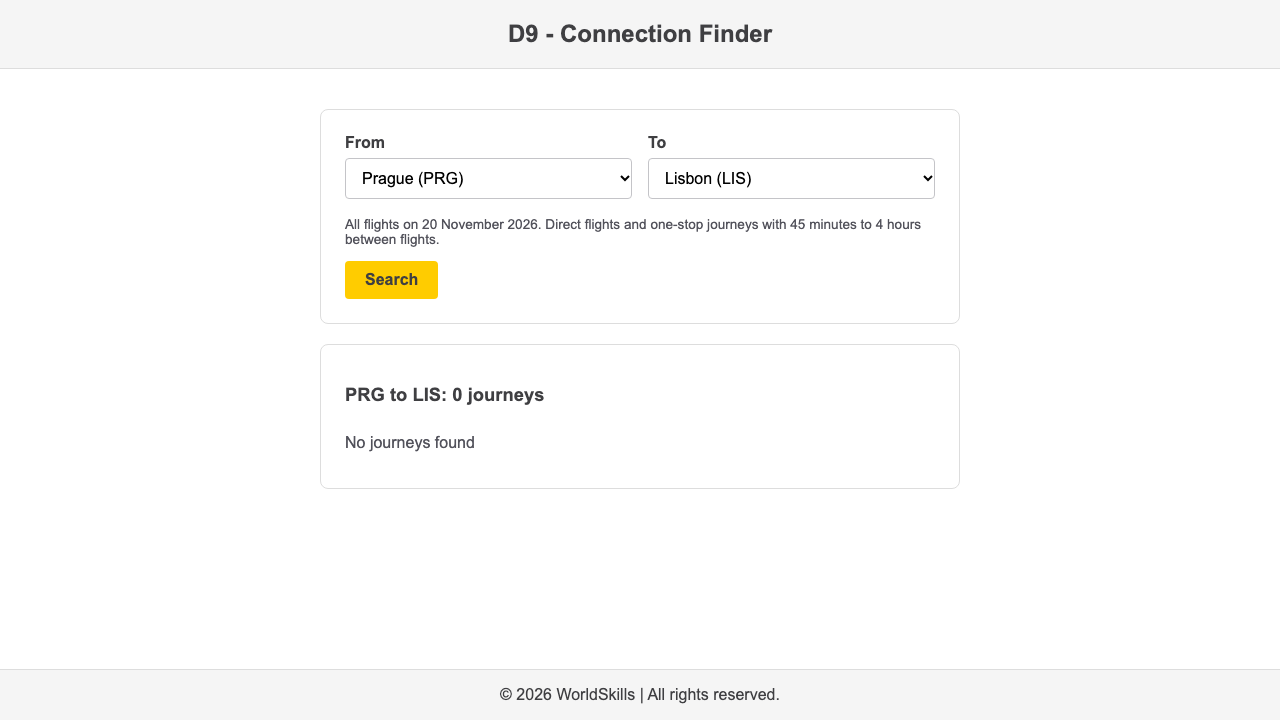 D9 - Connection Finder
From
To
Prague (PRG)
Lisbon (LIS)
All flights on 20 November 2026. Direct flights and one-stop journeys with 45 minutes to 4 hours
between flights.
Search
PRG to LIS: 0 journeys
No journeys found
© 2026 WorldSkills | All rights reserved.